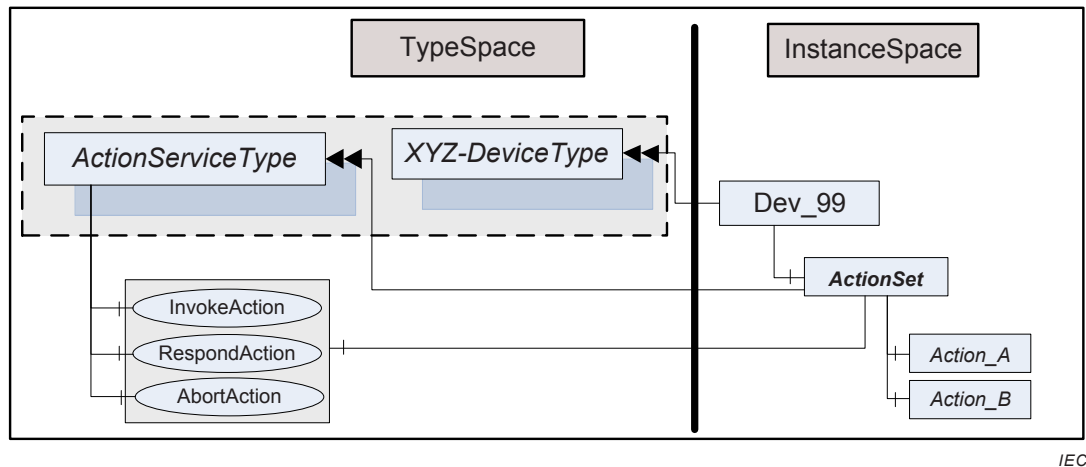 TypeSpace
InstanceSpace
ActionServiceType
XYZ-DeviceType
Dev_99
ActionSet
InvokeAction
RespondAction
AbortAction
Action_A
Action_B
IEC